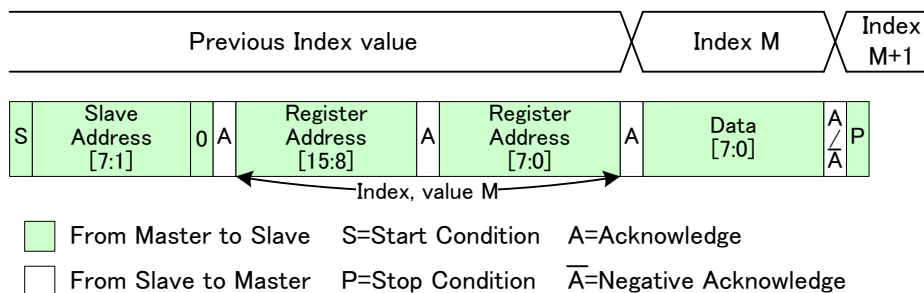 Previous Index value
Index M
Index
M+1
S
Slave
Address
[7:1]
0
A
Register
Address
[15:8]
A
Register
Address
[7:0]
A
Data
[7:0]
A
/
A̅
P
Index, value M
From Master to Slave S=Start Condition A=Acknowledge
From Slave to Master P=Stop Condition A̅=Negative Acknowledge